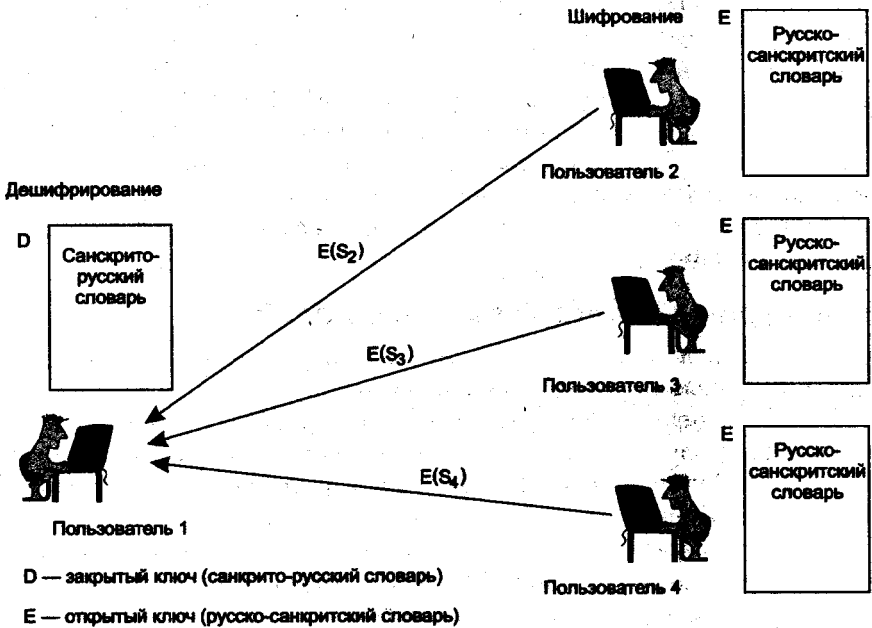 Шифрование
E
Русско-
санскритский
словарь
Пользователь 2
Дешифрирование
D
Санскрито-
русский
словарь
E(S₂)
E
Русско-
санскритский
словарь
E(S₃)
Пользователь 3
E
Русско-
санскритский
словарь
E(S₄)
Пользователь 1
Пользователь 4
D — закрытый ключ (санкрито-русский словарь)
E — открытый ключ (русско-санкритский словарь)